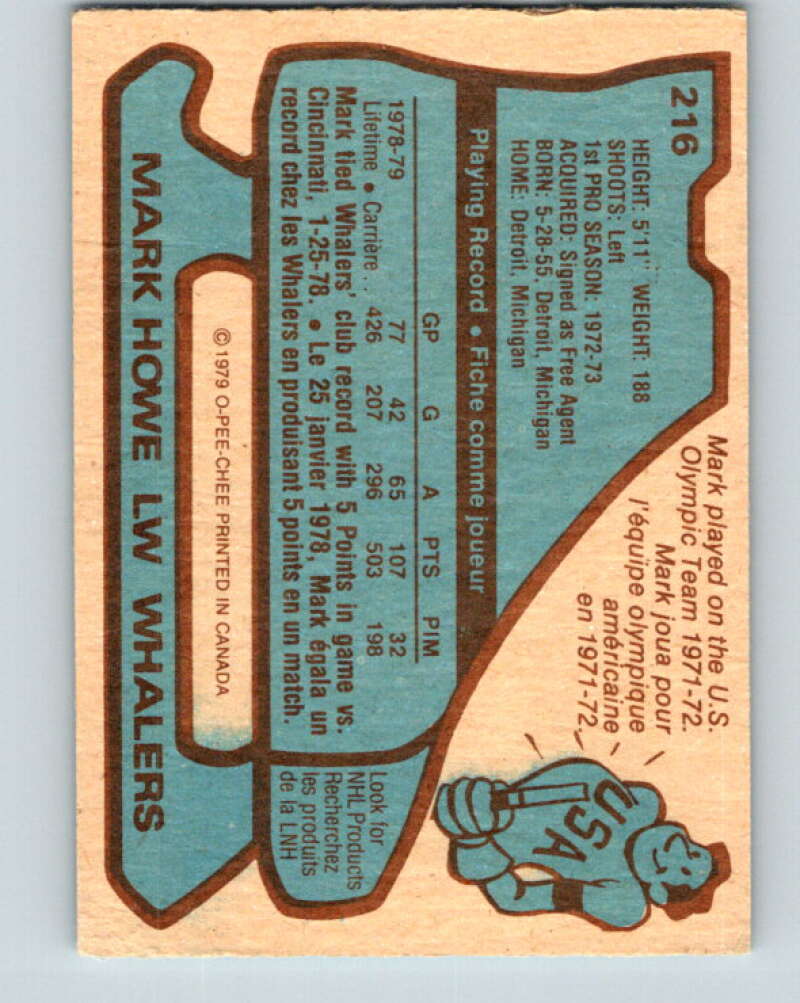 216
HEIGHT: 5'11" WEIGHT: 188
SHOOTS: Left
1st PRO SEASON: 1972-73
ACQUIRED: Signed as Free Agent
BORN: 5-28-55, Detroit, Michigan
HOME: Detroit, Michigan
Mark played on the U.S.
Olympic Team 1971-72.
Mark joua pour
l'équipe olympique
américaine
en 1971-72.
USA
Playing Record • Fiche comme joueur
GP G A PTS PIM
1978-79 77 42 65 107 32
Lifetime • Carrière . . 426 207 296 503 198
Mark tied Whalers' club record with 5 Points in game vs.
Cincinnati, 1-25-78. • Le 25 janvier 1978, Mark égala un
record chez les Whalers en produisant 5 points en un match.
Look for
NHL Products
Recherchez
les produits
de la LNH
© 1979 O-PEE-CHEE PRINTED IN CANADA
MARK HOWE LW WHALERS